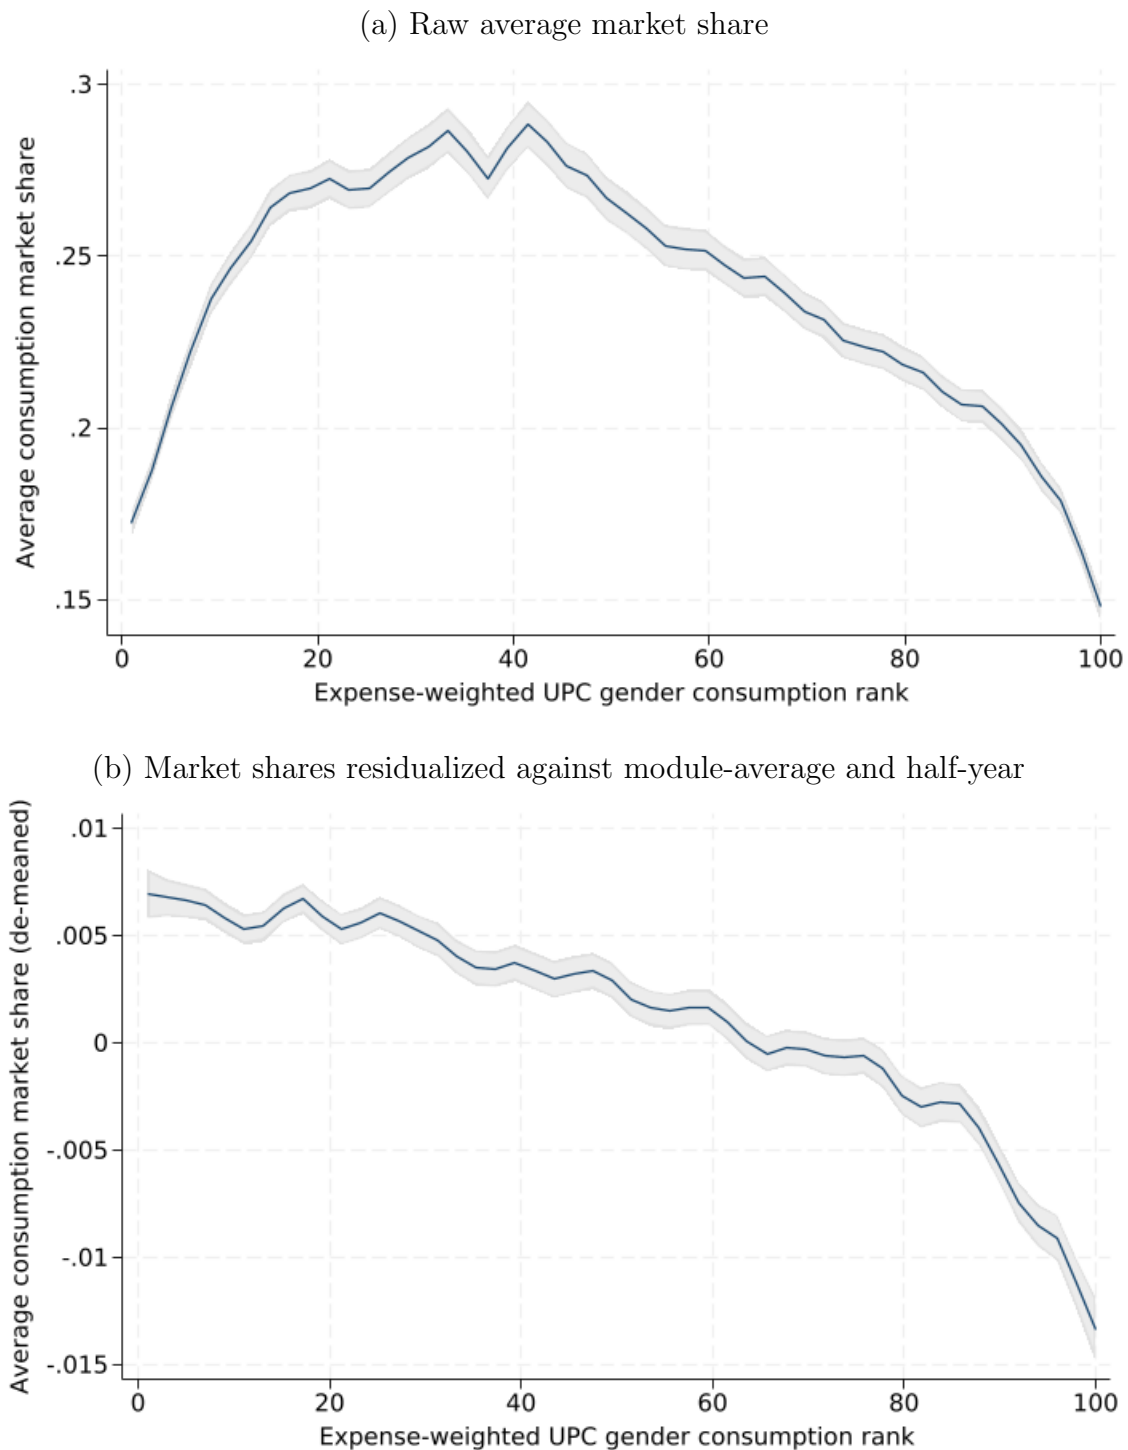 (a) Raw average market share
.3
.25
.2
.15
Average consumption market share
0 20 40 60 80 100
Expense-weighted UPC gender consumption rank
(b) Market shares residualized against module-average and half-year
.01
.005
0
-.005
-.01
-.015
Average consumption market share (de-meaned)
0 20 40 60 80 100
Expense-weighted UPC gender consumption rank